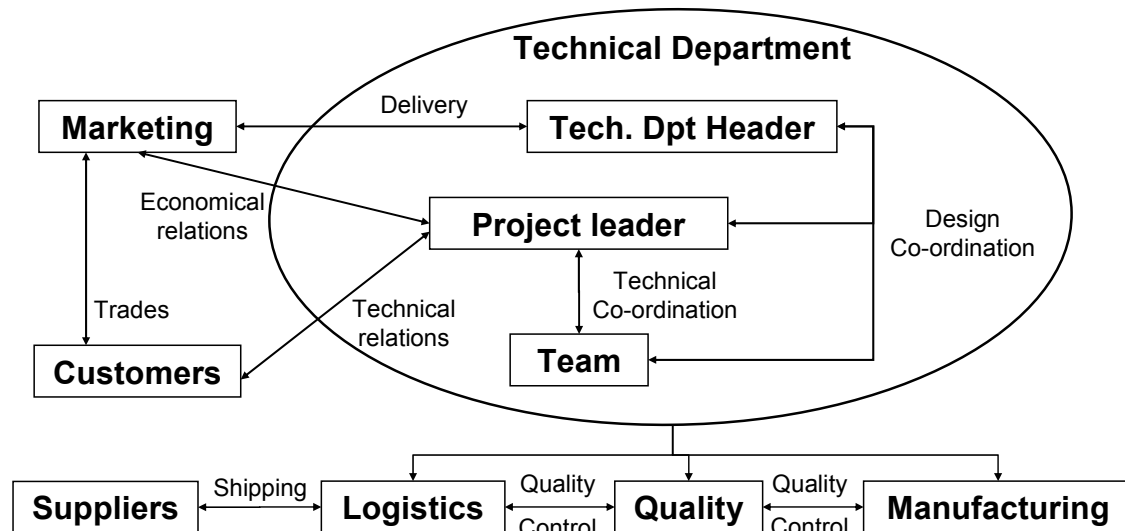 Technical Department
Delivery
Marketing
Tech. Dpt Header
Economical
relations
Project leader
Design
Co-ordination
Technical
Co-ordination
Trades
Technical
relations
Team
Customers
Shipping
Quality
Quality
Suppliers
Logistics
Quality
Manufacturing
Control
Control